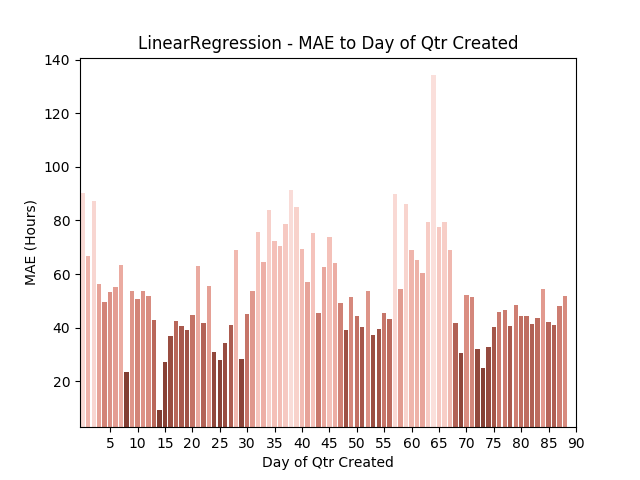 LinearRegression - MAE to Day of Qtr Created
MAE (Hours)
140
120
100
80
60
40
20
5 10 15 20 25 30 35 40 45 50 55 60 65 70 75 80 85 90
Day of Qtr Created